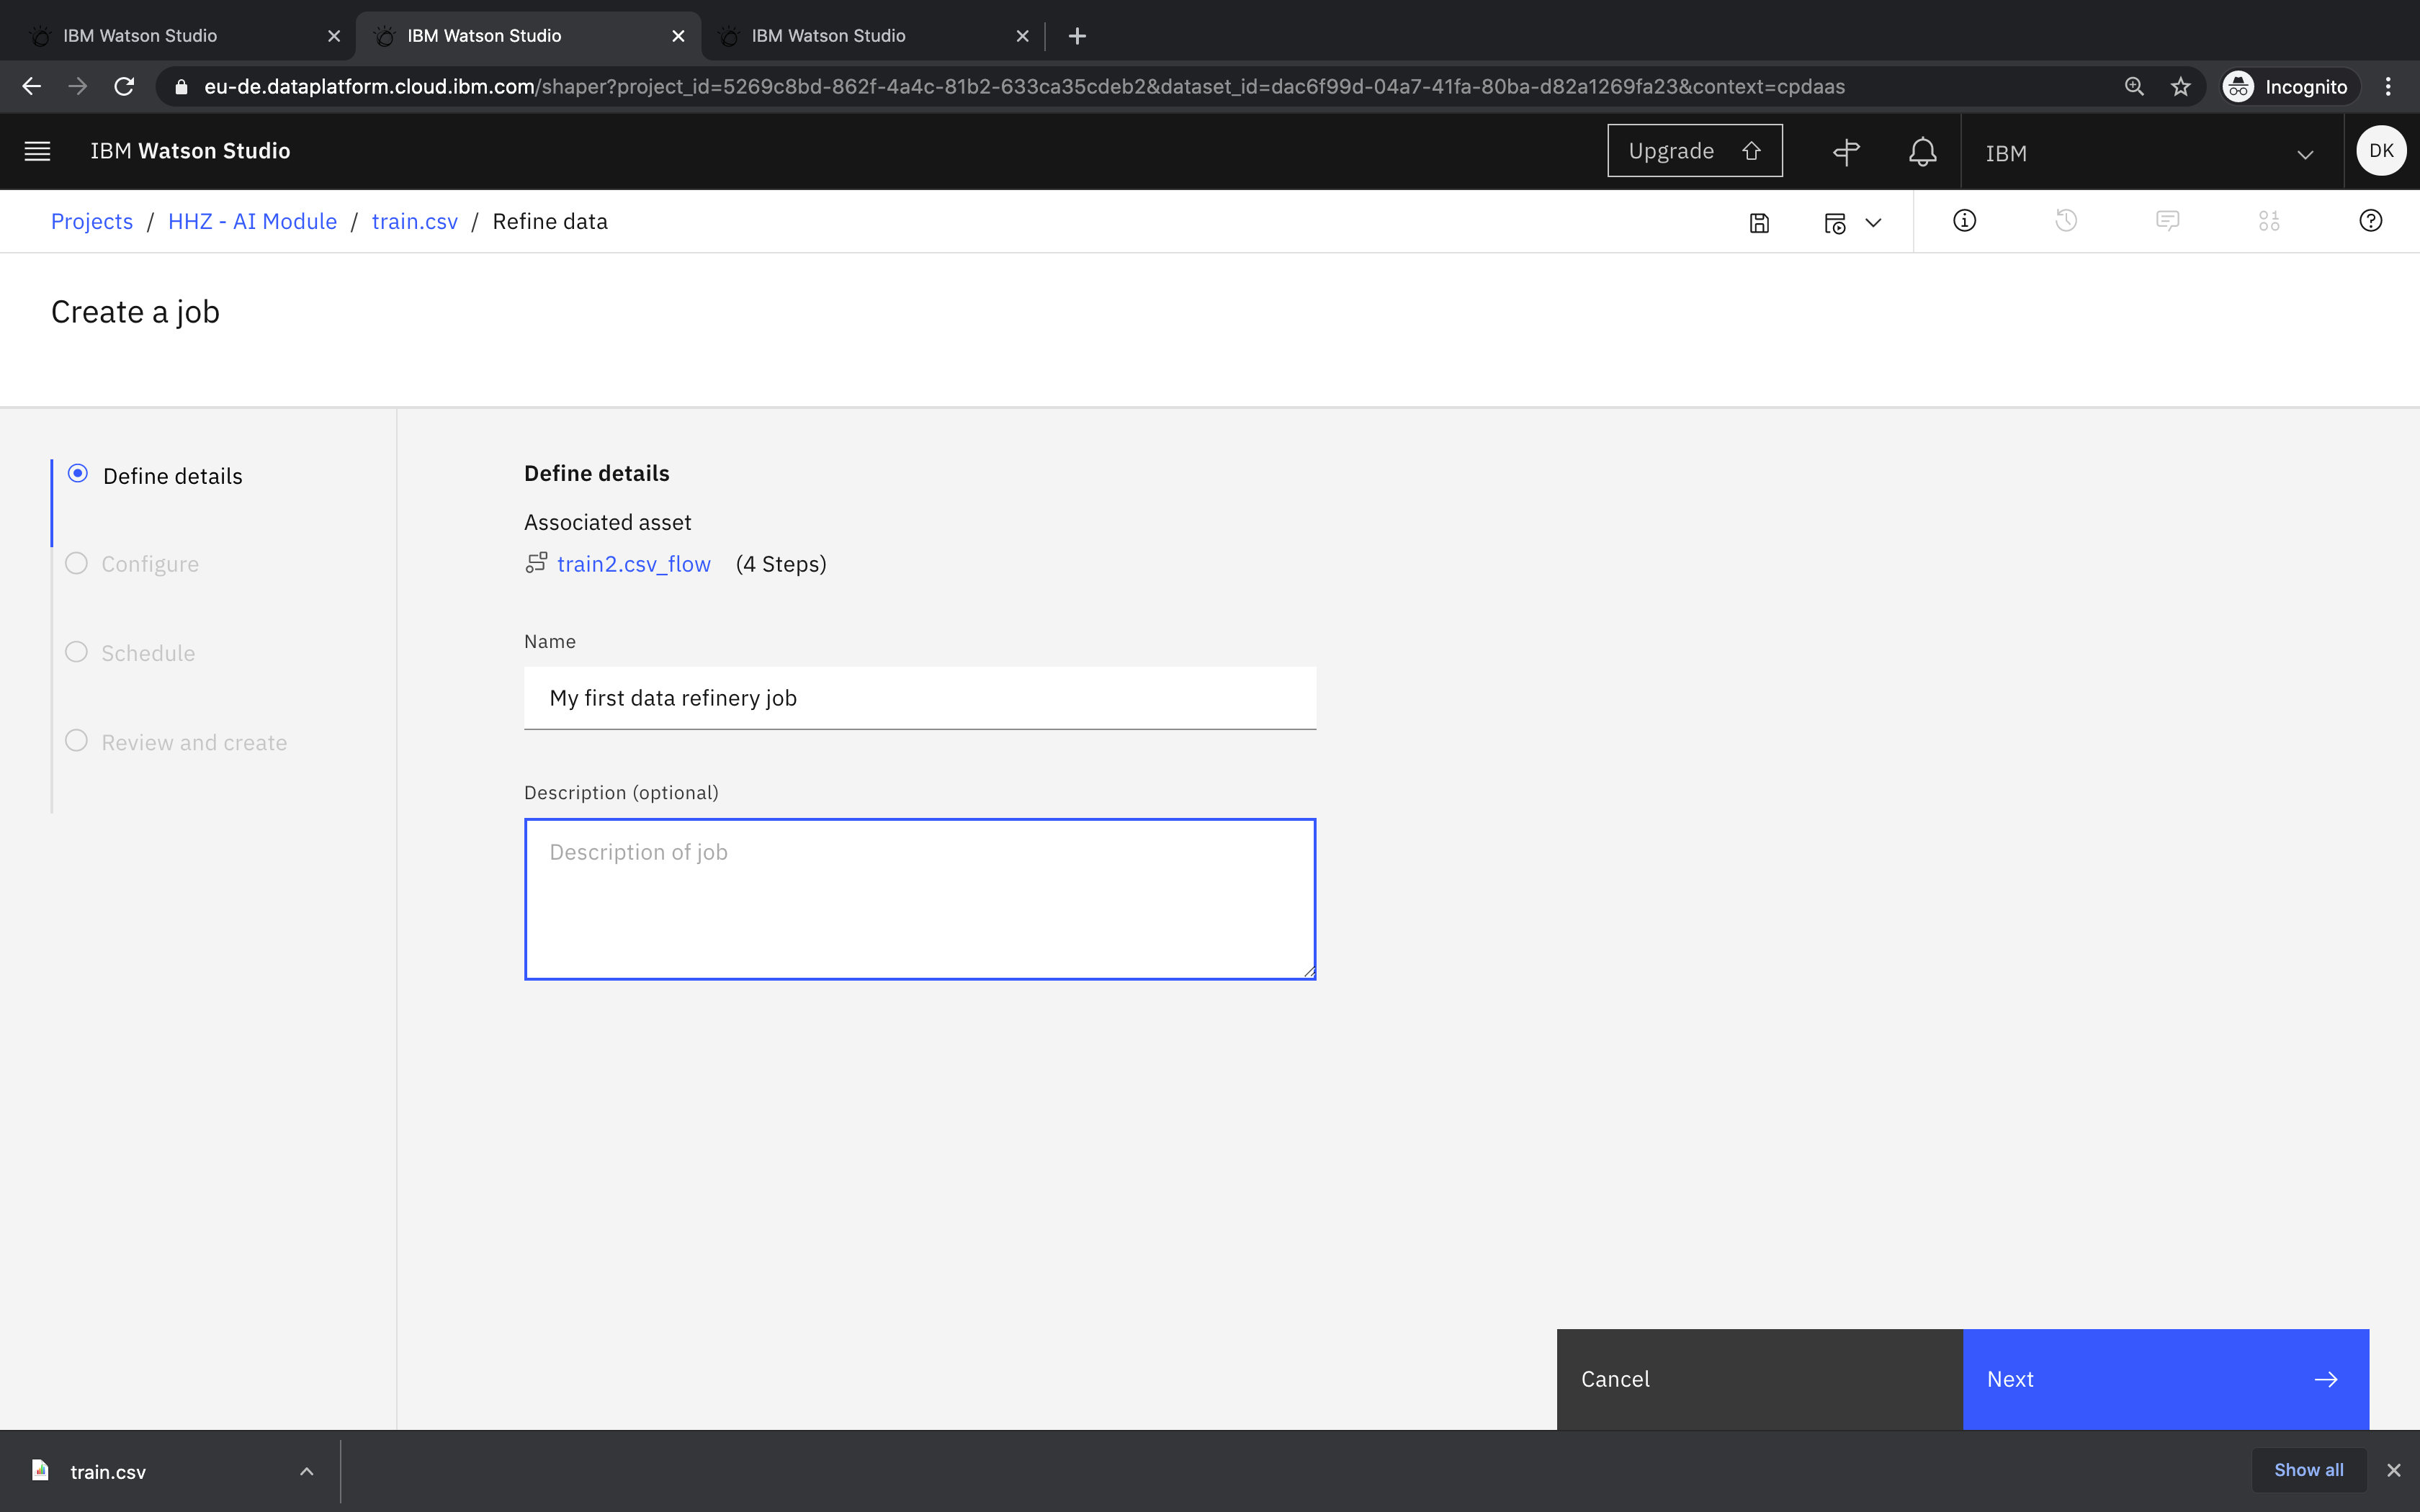 IBM Watson Studio
IBM Watson Studio
IBM Watson Studio
eu-de.dataplatform.cloud.ibm.com/shaper?project_id=5269c8bd-862f-4a4c-81b2-633ca35cdeb2&dataset_id=dac6f99d-04a7-41fa-80ba-d82a1269fa23&context=cpdaas
Incognito
IBM Watson Studio
Upgrade
IBM
DK
Projects / HHZ - AI Module / train.csv / Refine data
Create a job
Define details
Configure
Schedule
Review and create
Define details
Associated asset
train2.csv_flow (4 Steps)
Name
My first data refinery job
Description (optional)
Description of job
Cancel
Next
train.csv
Show all